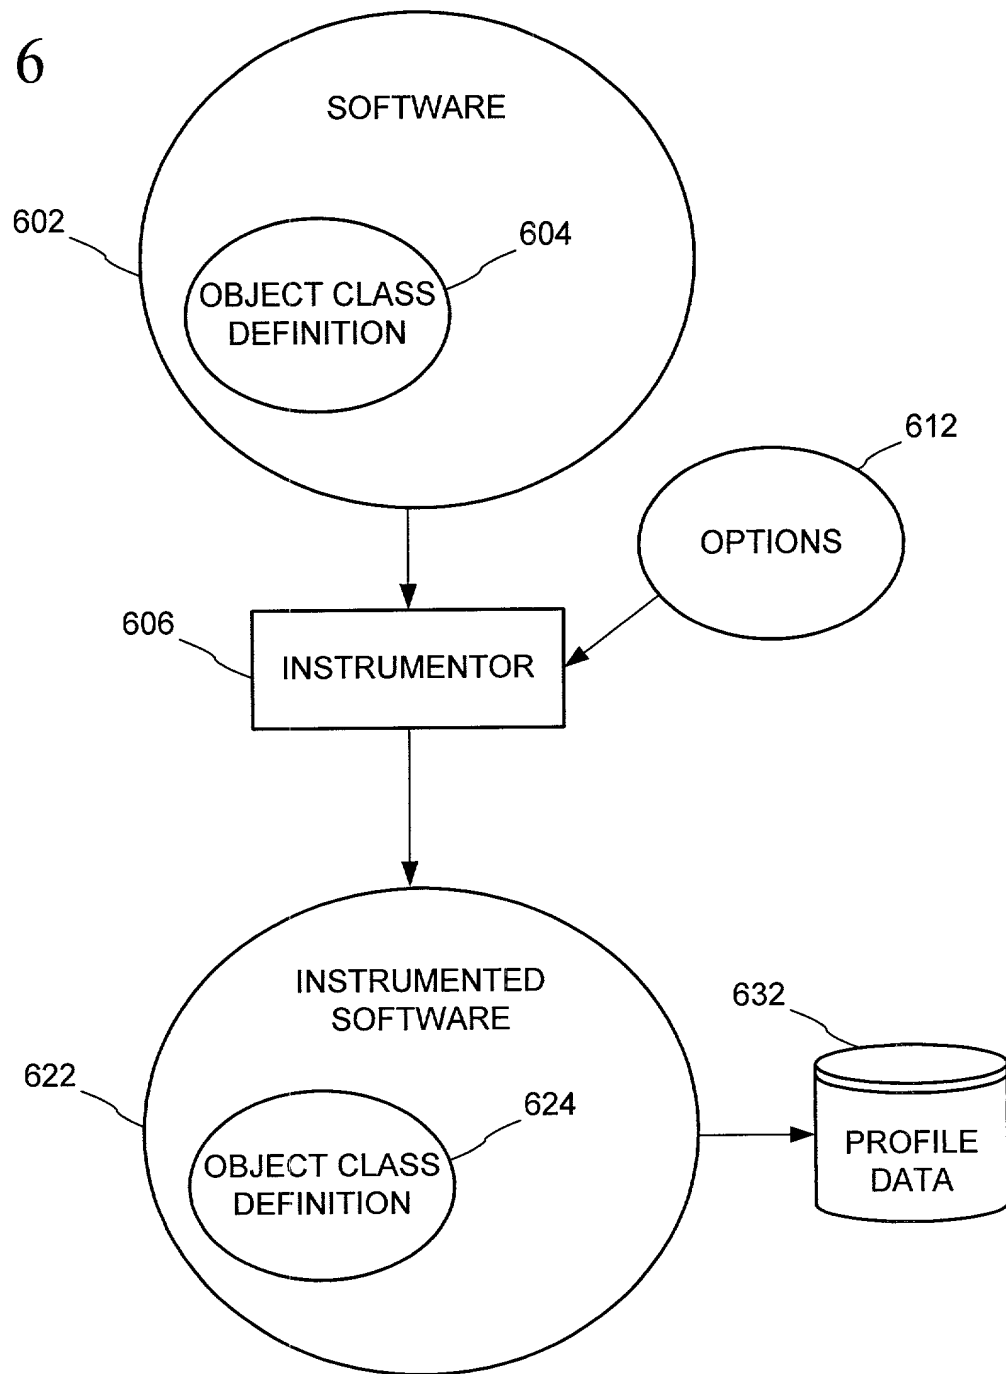 6
SOFTWARE
602
604
OBJECT CLASS
DEFINITION
612
OPTIONS
606
INSTRUMENTOR
INSTRUMENTED
SOFTWARE
632
622
624
OBJECT CLASS
DEFINITION
PROFILE
DATA